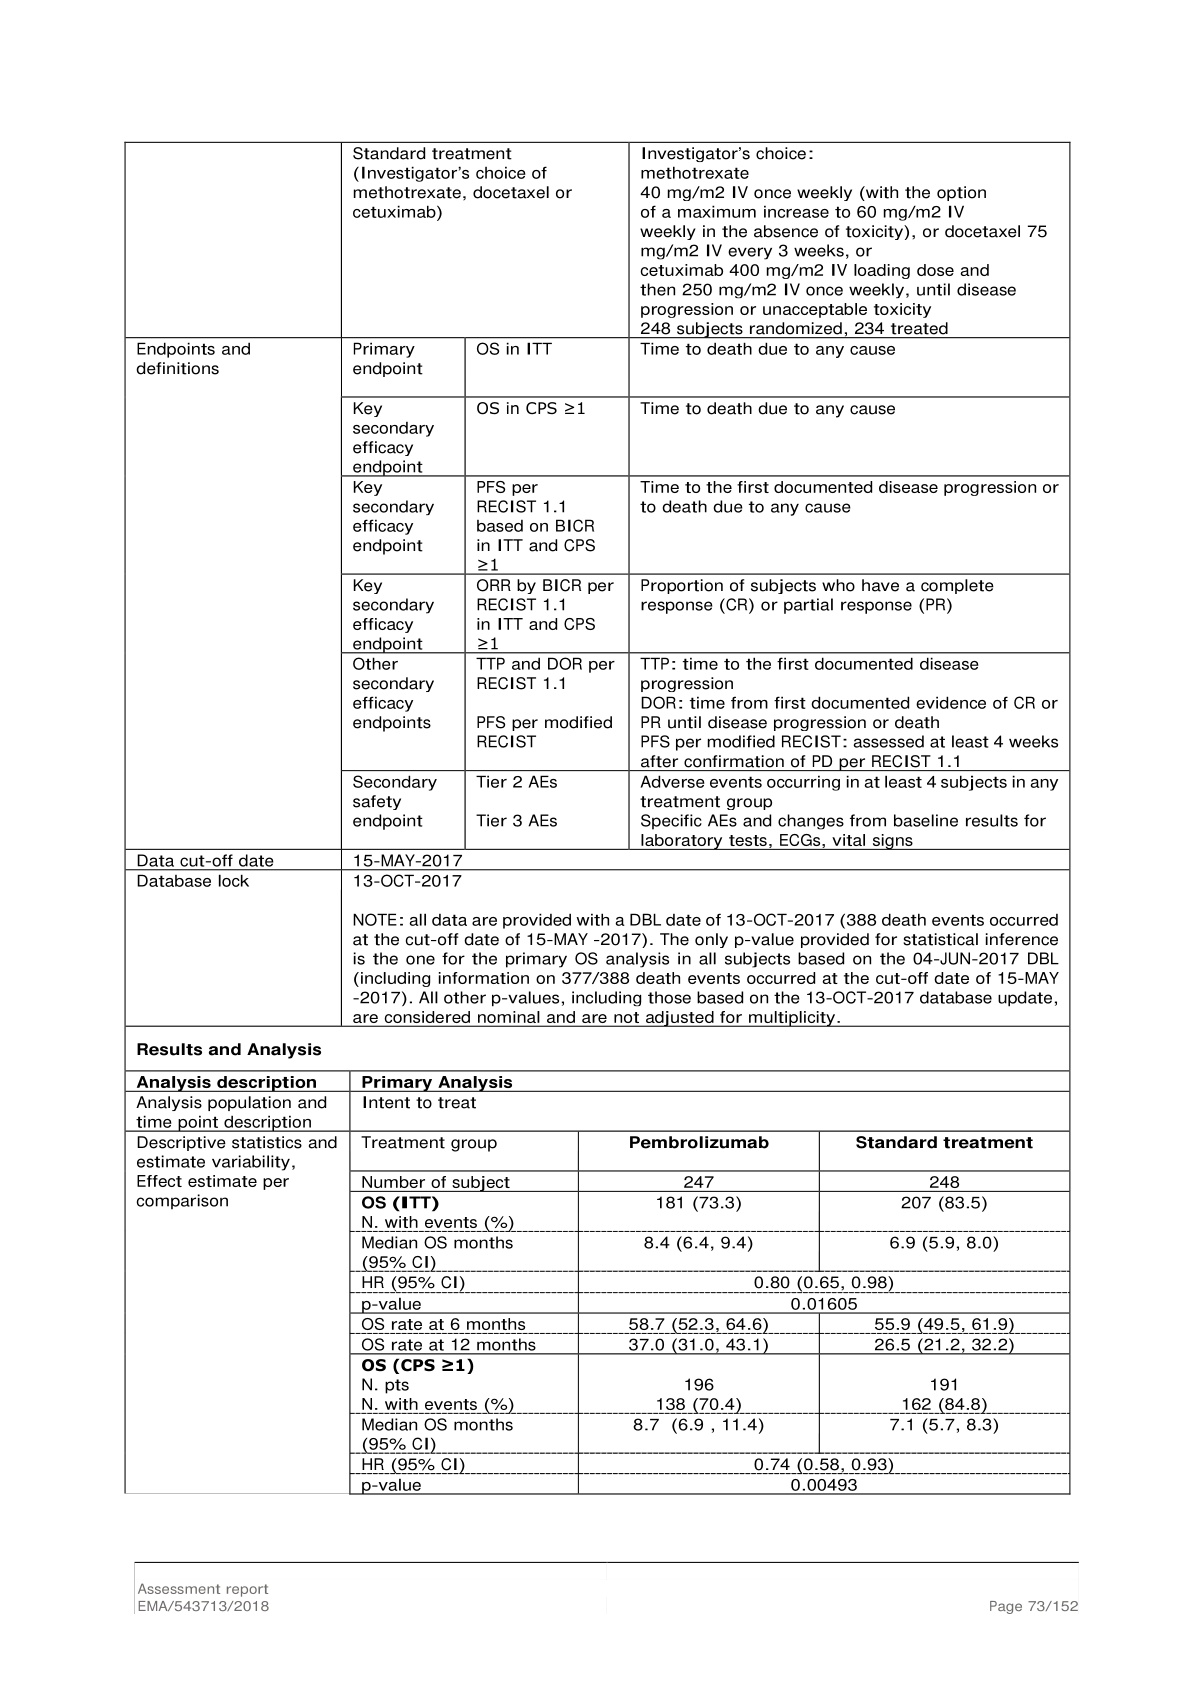 Standard treatment
(Investigator's choice of
methotrexate, docetaxel or
cetuximab)
Investigator's choice:
methotrexate
40 mg/m2 IV once weekly (with the option
of a maximum increase to 60 mg/m2 IV
weekly in the absence of toxicity), or docetaxel 75
mg/m2 IV every 3 weeks, or
cetuximab 400 mg/m2 IV loading dose and
then 250 mg/m2 IV once weekly, until disease
progression or unacceptable toxicity
248 subjects randomized, 234 treated
Endpoints and
definitions
Primary
endpoint
OS in ITT
Time to death due to any cause
Key
secondary
efficacy
endpoint
OS in CPS ≥1
Time to death due to any cause
Key
secondary
efficacy
endpoint
PFS per
RECIST 1.1
based on BICR
in ITT and CPS
≥1
Time to the first documented disease progression or
to death due to any cause
Key
secondary
efficacy
endpoint
ORR by BICR per
RECIST 1.1
in ITT and CPS
≥1
Proportion of subjects who have a complete
response (CR) or partial response (PR)
Other
secondary
efficacy
endpoints
TTP and DOR per
RECIST 1.1
PFS per modified
RECIST
TTP: time to the first documented disease
progression
DOR: time from first documented evidence of CR or
PR until disease progression or death
PFS per modified RECIST: assessed at least 4 weeks
after confirmation of PD per RECIST 1.1
Secondary
safety
endpoint
Tier 2 AEs
Tier 3 AEs
Adverse events occurring in at least 4 subjects in any
treatment group
Specific AEs and changes from baseline results for
laboratory tests, ECGs, vital signs
Data cut-off date
15-MAY-2017
Database lock
13-OCT-2017
NOTE: all data are provided with a DBL date of 13-OCT-2017 (388 death events occurred
at the cut-off date of 15-MAY -2017). The only p-value provided for statistical inference
is the one for the primary OS analysis in all subjects based on the 04-JUN-2017 DBL
(including information on 377/388 death events occurred at the cut-off date of 15-MAY
-2017). All other p-values, including those based on the 13-OCT-2017 database update,
are considered nominal and are not adjusted for multiplicity.
Results and Analysis
Analysis description
Primary Analysis
Analysis population and
time point description
Intent to treat
Descriptive statistics and
estimate variability,
Effect estimate per
comparison
Treatment group
Pembrolizumab
Standard treatment
Number of subject
247
248
OS (ITT)
N. with events (%)
181 (73.3)
207 (83.5)
Median OS months
(95% CI)
8.4 (6.4, 9.4)
6.9 (5.9, 8.0)
HR (95% CI)
0.80 (0.65, 0.98)
p-value
0.01605
OS rate at 6 months
58.7 (52.3, 64.6)
55.9 (49.5, 61.9)
OS rate at 12 months
37.0 (31.0, 43.1)
26.5 (21.2, 32.2)
OS (CPS ≥1)
N. pts
196
191
N. with events (%)
138 (70.4)
162 (84.8)
Median OS months
(95% CI)
8.7 (6.9 , 11.4)
7.1 (5.7, 8.3)
HR (95% CI)
0.74 (0.58, 0.93)
p-value
0.00493
Assessment report
EMA/543713/2018
Page 73/152